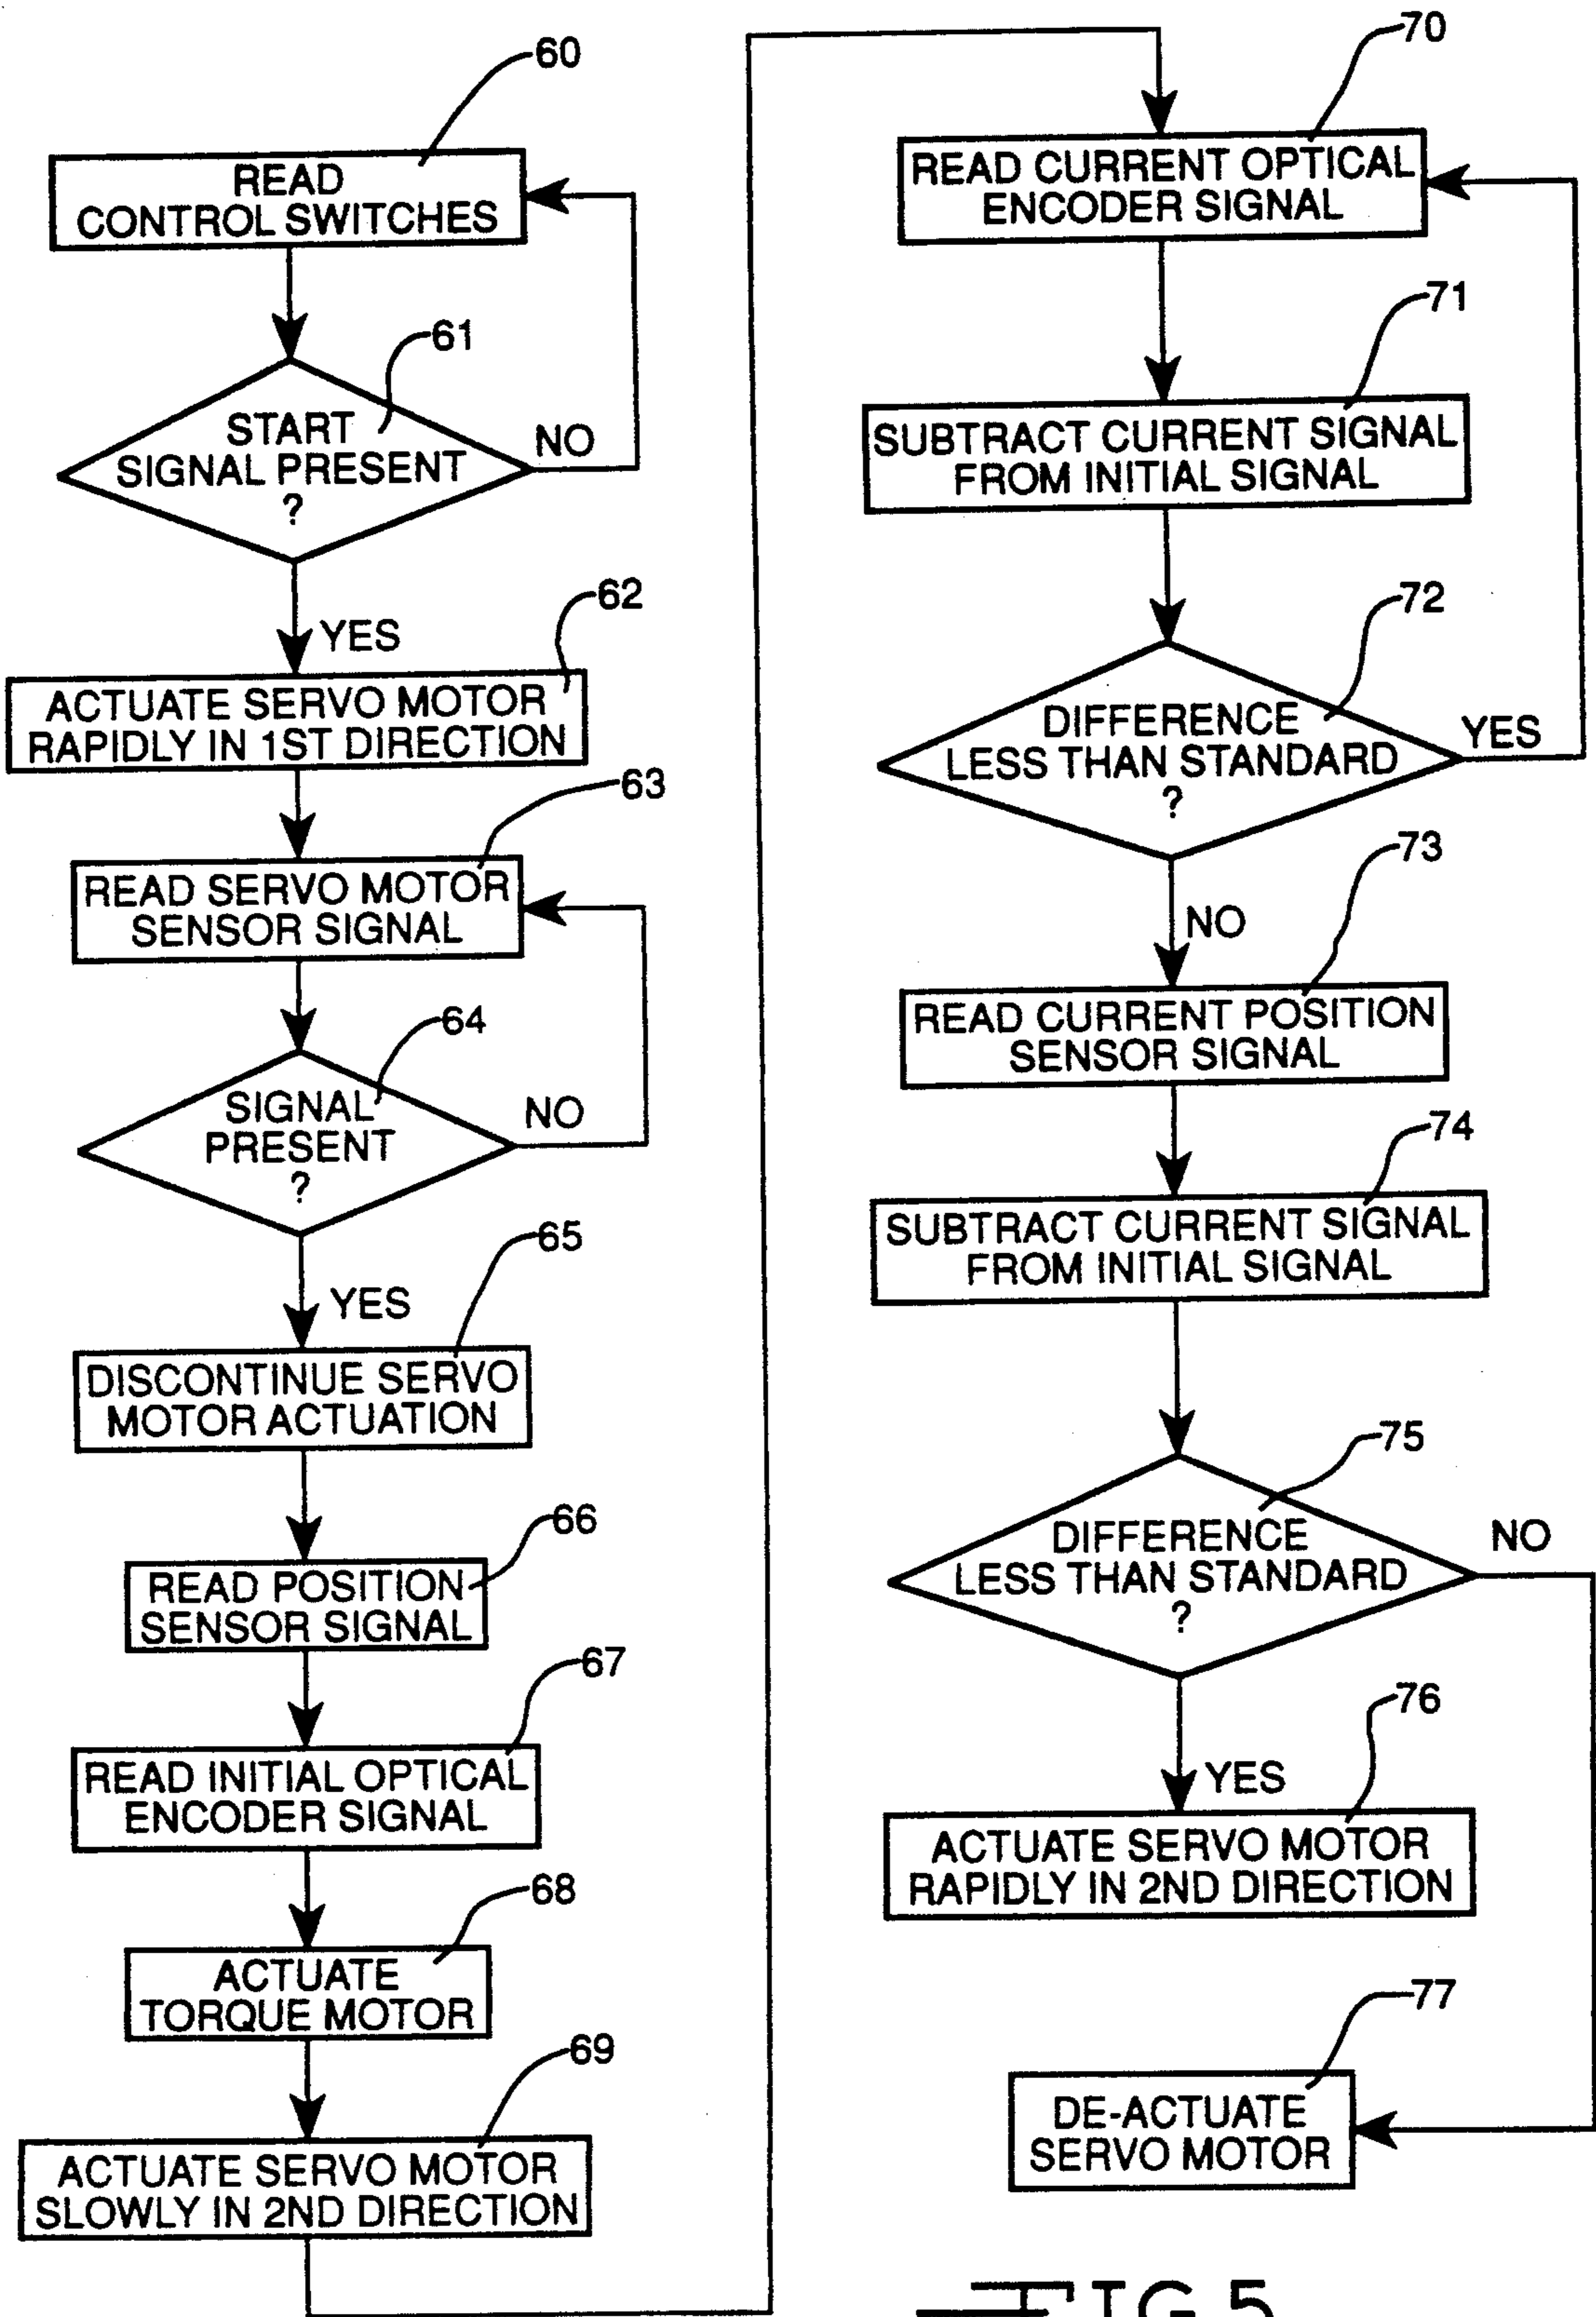 60
READ
CONTROL SWITCHES
61
START
SIGNAL PRESENT
?
NO
YES
62
ACTUATE SERVO MOTOR
RAPIDLY IN 1ST DIRECTION
63
READ SERVO MOTOR
SENSOR SIGNAL
64
SIGNAL
PRESENT
?
NO
YES
65
DISCONTINUE SERVO
MOTOR ACTUATION
66
READ POSITION
SENSOR SIGNAL
67
READ INITIAL OPTICAL
ENCODER SIGNAL
68
ACTUATE
TORQUE MOTOR
69
ACTUATE SERVO MOTOR
SLOWLY IN 2ND DIRECTION
70
READ CURRENT OPTICAL
ENCODER SIGNAL
71
SUBTRACT CURRENT SIGNAL
FROM INITIAL SIGNAL
72
DIFFERENCE
LESS THAN STANDARD
?
YES
NO
73
READ CURRENT POSITION
SENSOR SIGNAL
74
SUBTRACT CURRENT SIGNAL
FROM INITIAL SIGNAL
75
DIFFERENCE
LESS THAN STANDARD
?
NO
YES
76
ACTUATE SERVO MOTOR
RAPIDLY IN 2ND DIRECTION
77
DE-ACTUATE
SERVO MOTOR
FIG 5